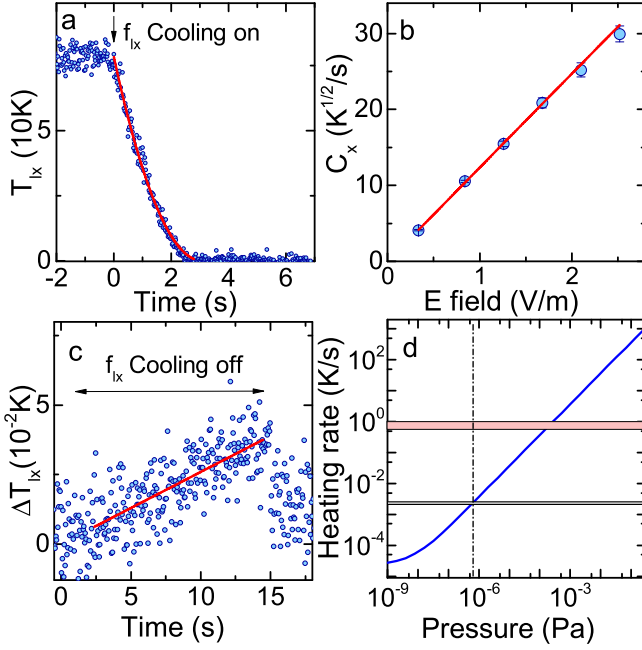 a
f_lx Cooling on
T_lx (10K)
5
0
-2 0 2 4 6
Time (s)
b
C_x (K^1/2/s)
30
20
10
0
0 1 2
E field (V/m)
c
f_lx Cooling off
ΔT_lx(10^-2K)
5
0
0 5 10 15
Time (s)
d
Heating rate (K/s)
10^2
10^0
10^-2
10^-4
10^-9 10^-6 10^-3
Pressure (Pa)